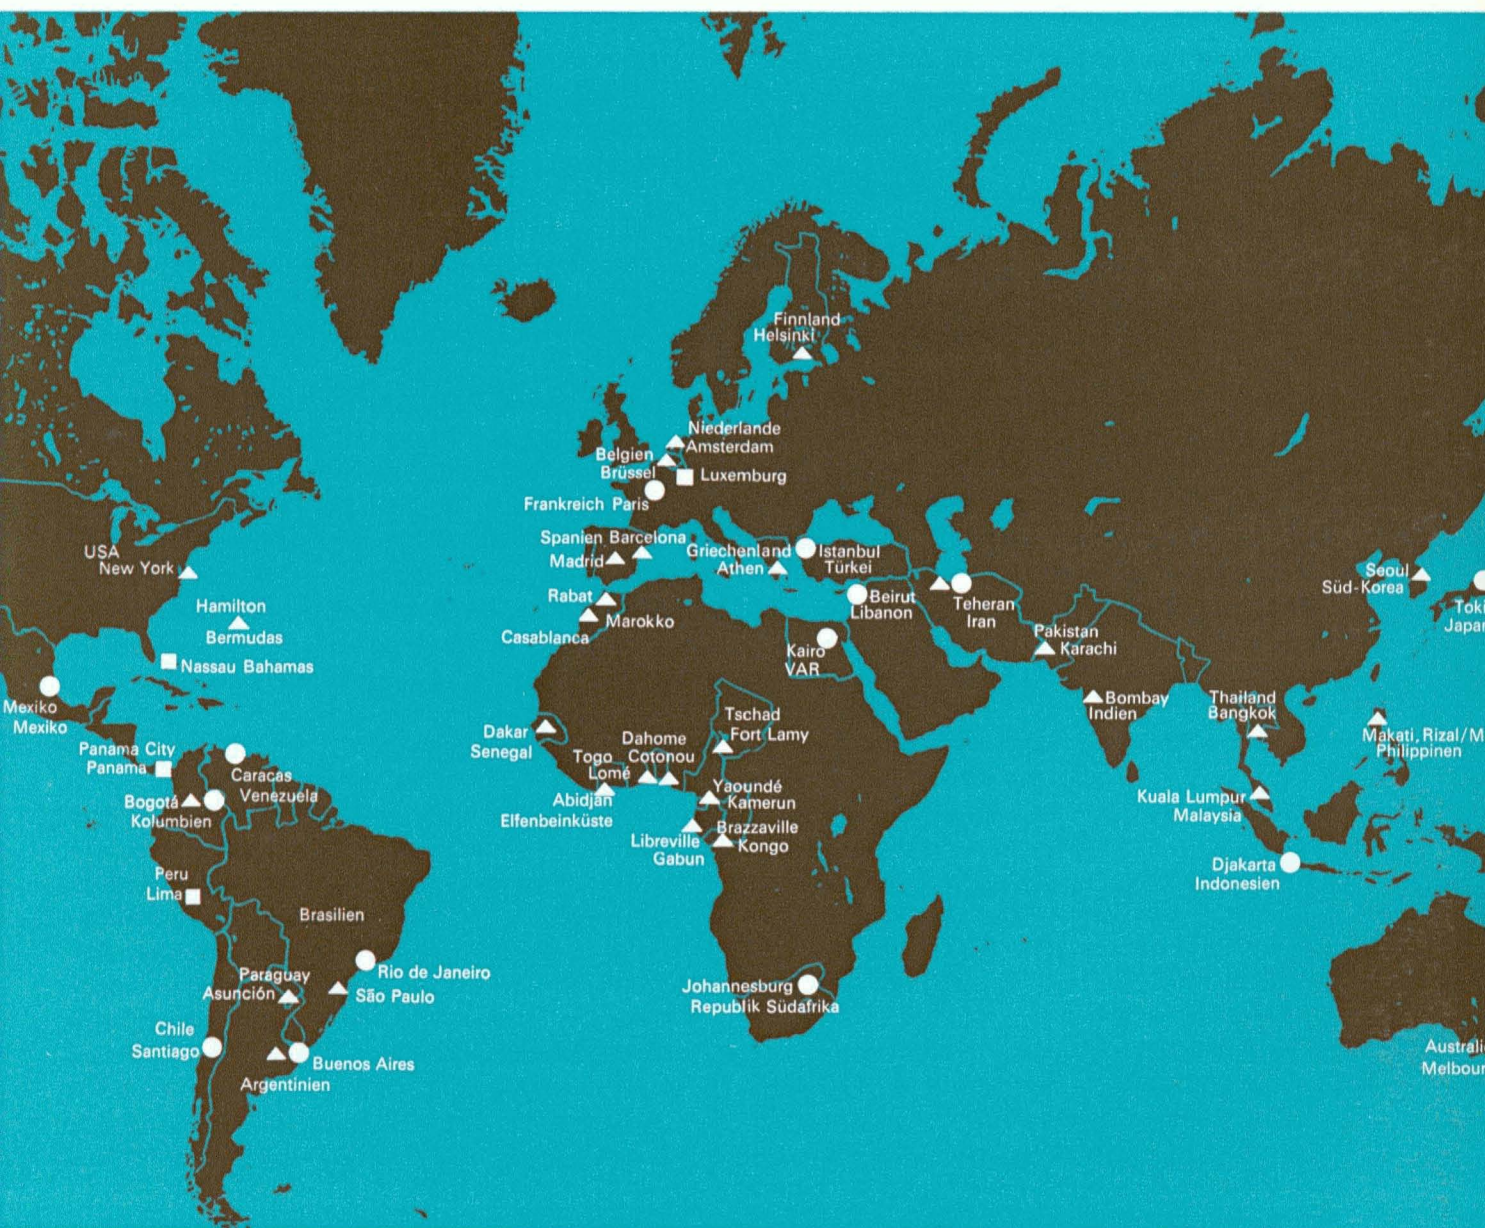 Finnland
Helsinki
Niederlande
Amsterdam
Belgien
Brüssel
Luxemburg
Frankreich Paris
Spanien Barcelona
Madrid
Griechenland
Athen
Istanbul
Türkei
USA
New York
Hamilton
Bermudas
Nassau Bahamas
Mexiko
Mexiko
Rabat
Marokko
Casablanca
Beirut
Libanon
Teheran
Iran
Kairo
VAR
Pakistan
Karachi
Seoul
Süd-Korea
Toki
Japan
Bombay
Indien
Thailand
Bangkok
Makati, Rizal/M
Philippinen
Dakar
Senegal
Tschad
Fort Lamy
Dahome
Cotonou
Togo
Lomé
Abidjan
Elfenbeinküste
Yaoundé
Kamerun
Libreville
Gabun
Brazzaville
Kongo
Panama City
Panama
Caracas
Venezuela
Bogotá
Kolumbien
Kuala Lumpur
Malaysia
Djakarta
Indonesien
Peru
Lima
Brasilien
Rio de Janeiro
São Paulo
Paraguay
Asunción
Chile
Santiago
Buenos Aires
Argentinien
Johannesburg
Republik Südafrika
Australi
Melbour